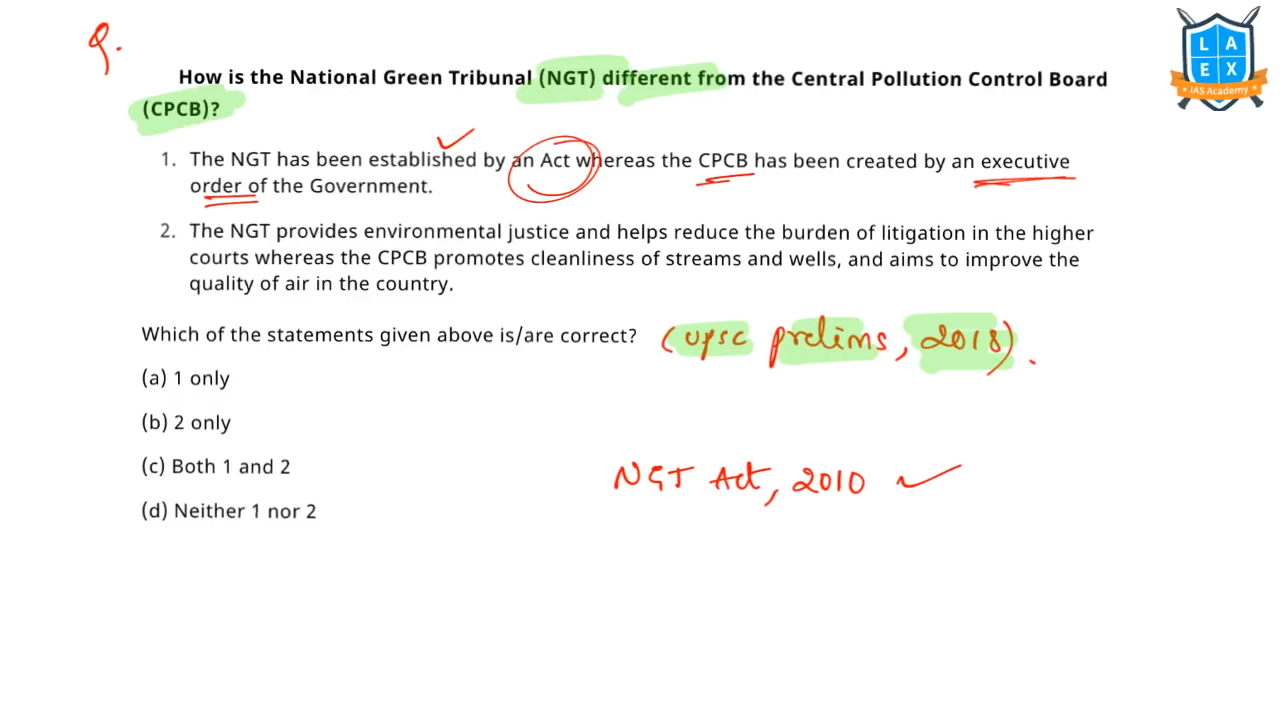 Q.
L A
E X
IAS Academy
How is the National Green Tribunal (NGT) different from the Central Pollution Control Board
(CPCB)?
1. The NGT has been established by an Act whereas the CPCB has been created by an executive
order of the Government.
2. The NGT provides environmental justice and helps reduce the burden of litigation in the higher
courts whereas the CPCB promotes cleanliness of streams and wells, and aims to improve the
quality of air in the country.
Which of the statements given above is/are correct? (UPSC prelims, 2018).
(a) 1 only
(b) 2 only
(c) Both 1 and 2
NGT Act, 2010
(d) Neither 1 nor 2